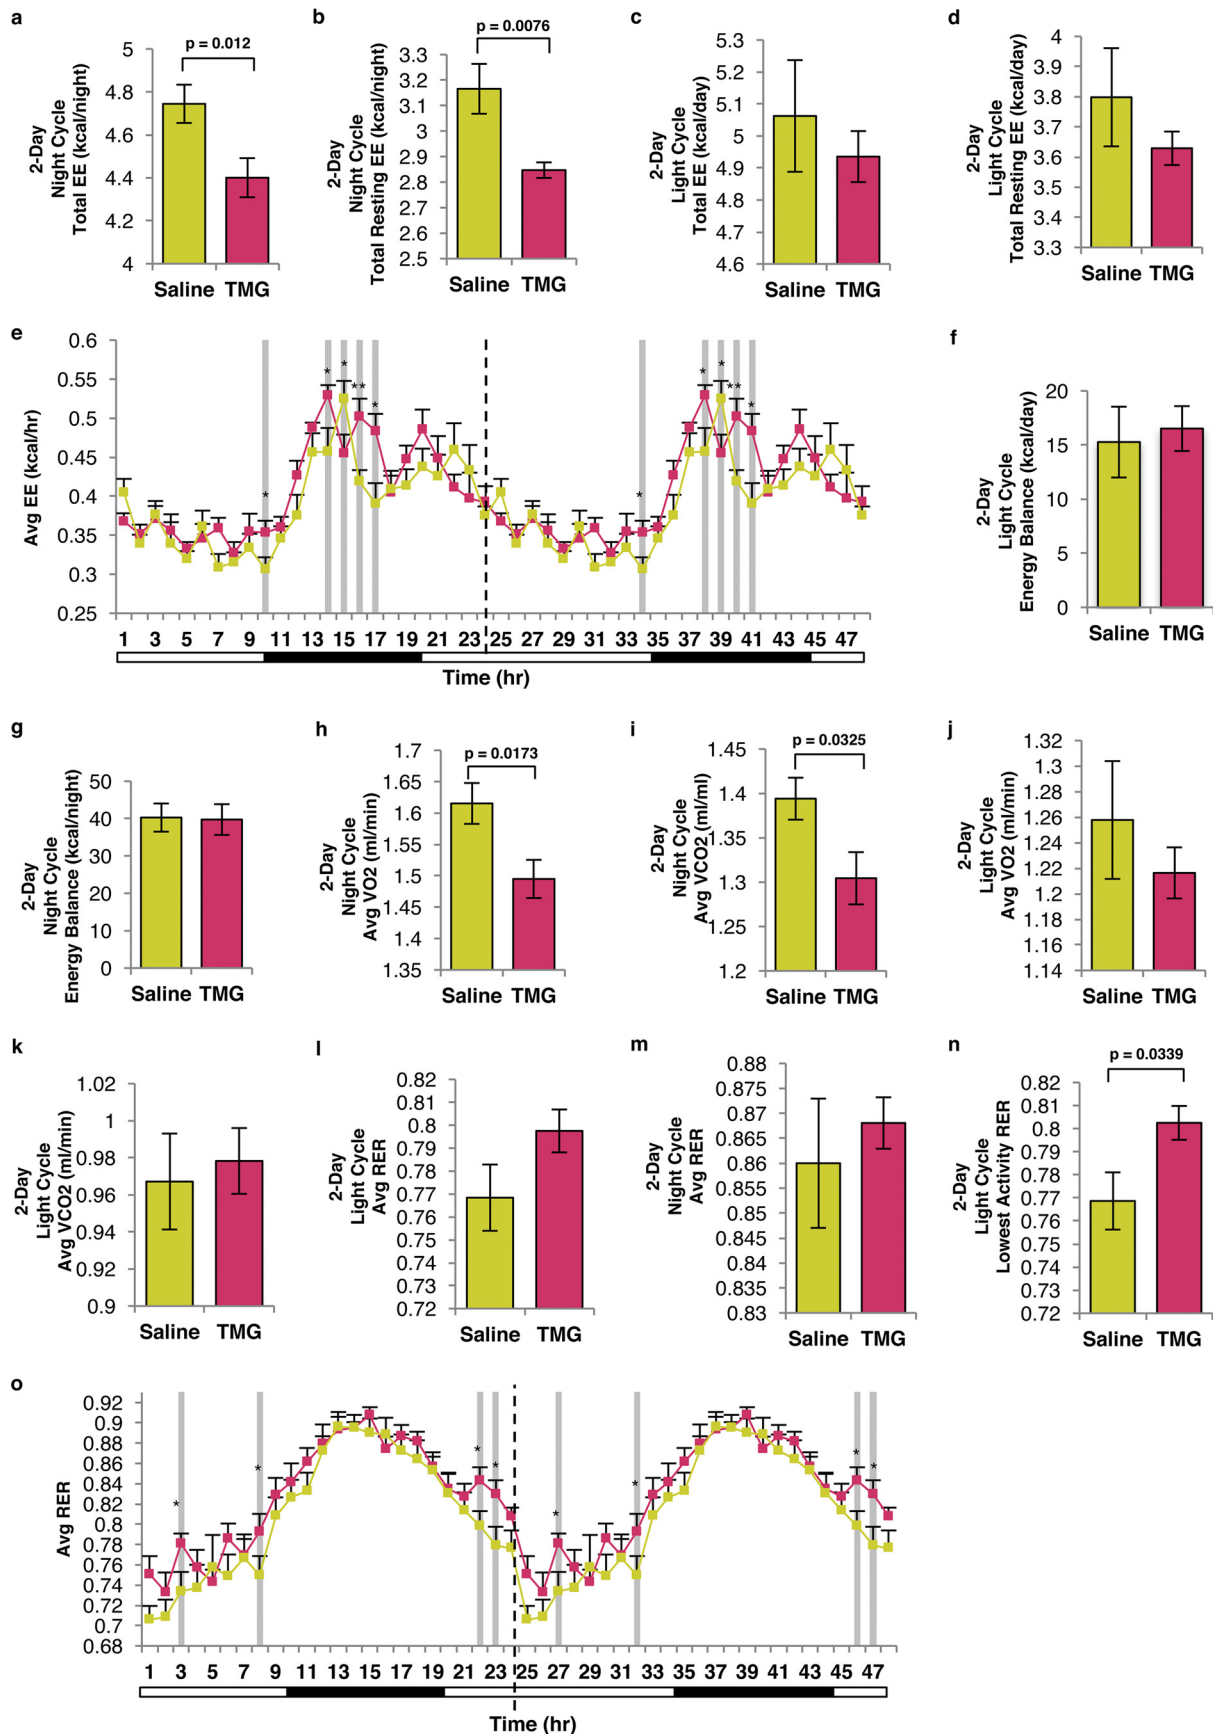 a
p = 0.012
2-Day
Night Cycle
Total EE (kcal/night)
5
4.8
4.6
4.4
4.2
4
Saline TMG
b
p = 0.0076
2-Day
Night Cycle
Total Resting EE (kcal/night)
3.3
3.2
3.1
3
2.9
2.8
2.7
2.6
2.5
Saline TMG
c
2-Day
Light Cycle
Total EE (kcal/day)
5.3
5.2
5.1
5
4.9
4.8
4.7
4.6
Saline TMG
d
2-Day
Light Cycle
Total Resting EE (kcal/day)
4
3.9
3.8
3.7
3.6
3.5
3.4
3.3
Saline TMG
e
Avg EE (kcal/hr)
0.6
0.55
0.5
0.45
0.4
0.35
0.3
0.25
* * * ** * * * * ** *
1 3 5 7 9 11 13 15 17 19 21 23 25 27 29 31 33 35 37 39 41 43 45 47
Time (hr)
f
2-Day
Light Cycle
Energy Balance (kcal/day)
20
15
10
5
0
Saline TMG
g
2-Day
Night Cycle
Energy Balance (kcal/night)
50
40
30
20
10
0
Saline TMG
h
p = 0.0173
2-Day
Night Cycle
Avg VO2 (ml/min)
1.7
1.6
1.5
1.4
1.35
Saline TMG
i
p = 0.0325
2-Day
Night Cycle
Avg VCO2 (ml/ml)
1.45
1.4
1.35
1.3
1.25
1.2
Saline TMG
j
2-Day
Light Cycle
Avg VO2 (ml/min)
1.32
1.3
1.28
1.26
1.24
1.22
1.2
1.18
1.16
1.14
Saline TMG
k
2-Day
Light Cycle
Avg VCO2 (ml/min)
1.02
1
0.98
0.96
0.94
0.92
0.9
Saline TMG
l
2-Day
Light Cycle
Avg RER
0.82
0.8
0.79
0.78
0.77
0.76
0.75
0.74
0.73
0.72
Saline TMG
m
2-Day
Night Cycle
Avg RER
0.88
0.875
0.87
0.865
0.86
0.855
0.85
0.845
0.84
0.835
0.83
Saline TMG
n
p = 0.0339
2-Day
Light Cycle
Lowest Activity RER
0.82
0.81
0.8
0.79
0.78
0.77
0.76
0.75
0.74
0.73
0.72
Saline TMG
o
Avg RER
0.92
0.9
0.88
0.86
0.84
0.82
0.8
0.78
0.76
0.74
0.72
0.7
0.68
* * * * * * * *
1 3 5 7 9 11 13 15 17 19 21 23 25 27 29 31 33 35 37 39 41 43 45 47
Time (hr)